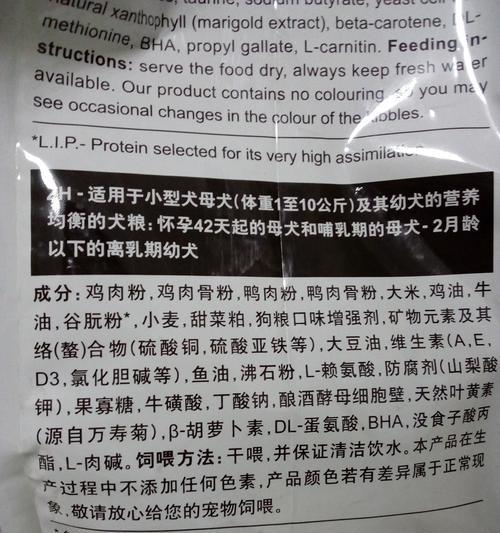 natural xanthophyll (marigold extract), beta-carotene, DL-
methionine, BHA, propyl gallate, L-carnitin. Feeding in-
structions: serve the food dry, always keep fresh water
available. Our product contains no colouring, so you may
see occasional changes in the colour of the kibbles.
*L.I.P.- Protein selected for its very high assimilation
- 适用于小型犬母犬(体重1至10公斤)及其幼犬的营养
均衡的犬粮: 怀孕42天起的母犬和哺乳期的母犬 - 2月龄
以下的离乳期幼犬
成分: 鸡肉粉, 鸡肉骨粉, 鸭肉粉, 鸭肉骨粉, 大米, 鸡油, 牛
油, 谷朊粉*, 小麦, 甜菜粕, 狗粮口味增强剂, 矿物元素及其
络(螯)合物(硫酸铜, 硫酸亚铁等), 大豆油, 维生素(A, E,
D3, 氯化胆碱等), 鱼油, 沸石粉, L-赖氨酸, 防腐剂(山梨酸
钾), 果寡糖, 牛磺酸, 丁酸钠, 酿酒酵母细胞壁, 天然叶黄素
(源自万寿菊), β-胡萝卜素, DL-蛋氨酸, BHA, 没食子酸丙
酯, L-肉碱。饲喂方法: 干喂, 并保证清洁饮水。本产品在生
产过程中不添加任何色素, 产品颜色若有差异属于正常现
象, 敬请放心给您的宠物饲喂。